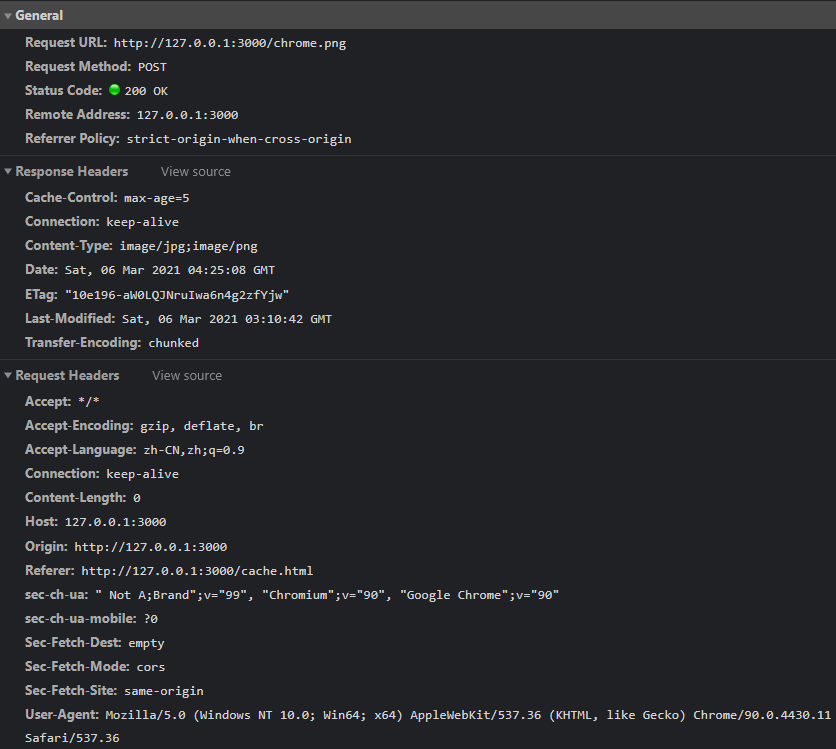 General
Request URL: http://127.0.0.1:3000/chrome.png
Request Method: POST
Status Code: 200 OK
Remote Address: 127.0.0.1:3000
Referrer Policy: strict-origin-when-cross-origin
Response Headers View source
Cache-Control: max-age=5
Connection: keep-alive
Content-Type: image/jpg;image/png
Date: Sat, 06 Mar 2021 04:25:08 GMT
ETag: "10e196-aW0LQJNruIwa6n4g2zfYjw"
Last-Modified: Sat, 06 Mar 2021 03:10:42 GMT
Transfer-Encoding: chunked
Request Headers View source
Accept: */*
Accept-Encoding: gzip, deflate, br
Accept-Language: zh-CN,zh;q=0.9
Connection: keep-alive
Content-Length: 0
Host: 127.0.0.1:3000
Origin: http://127.0.0.1:3000
Referer: http://127.0.0.1:3000/cache.html
sec-ch-ua: " Not A;Brand";v="99", "Chromium";v="90", "Google Chrome";v="90"
sec-ch-ua-mobile: ?0
Sec-Fetch-Dest: empty
Sec-Fetch-Mode: cors
Sec-Fetch-Site: same-origin
User-Agent: Mozilla/5.0 (Windows NT 10.0; Win64; x64) AppleWebKit/537.36 (KHTML, like Gecko) Chrome/90.0.4430.11
Safari/537.36